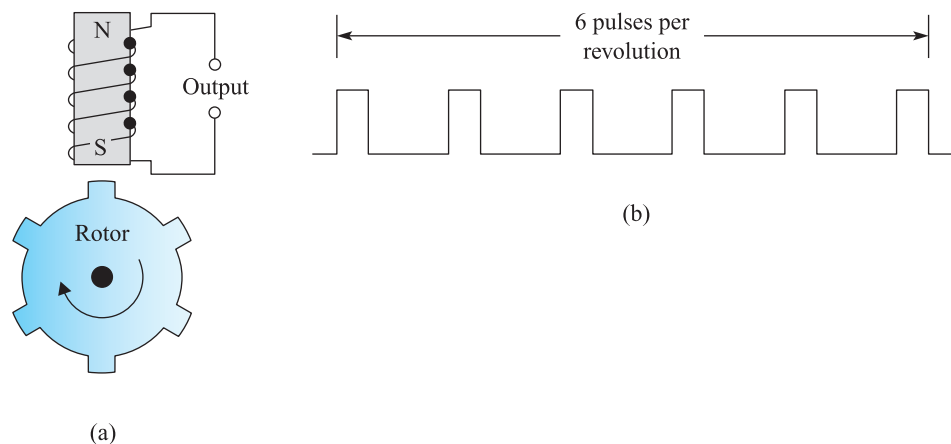 N
Output
S
Rotor
(a)
6 pulses per
revolution
(b)